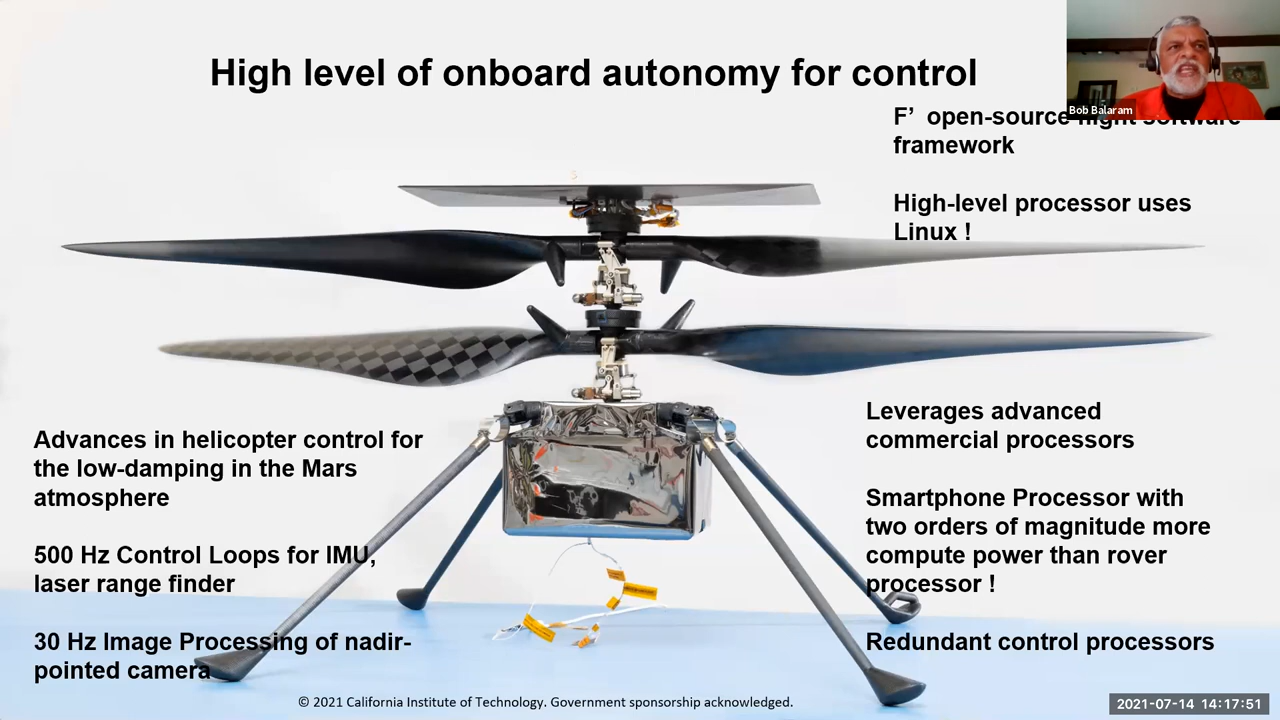 High level of onboard autonomy for control
Bob Balaram
F’ open-source flight software
framework
High-level processor uses
Linux !
Advances in helicopter control for
the low-damping in the Mars
atmosphere
500 Hz Control Loops for IMU,
laser range finder
30 Hz Image Processing of nadir-
pointed camera
Leverages advanced
commercial processors
Smartphone Processor with
two orders of magnitude more
compute power than rover
processor !
Redundant control processors
© 2021 California Institute of Technology. Government sponsorship acknowledged.
2021-07-14 14:17:51